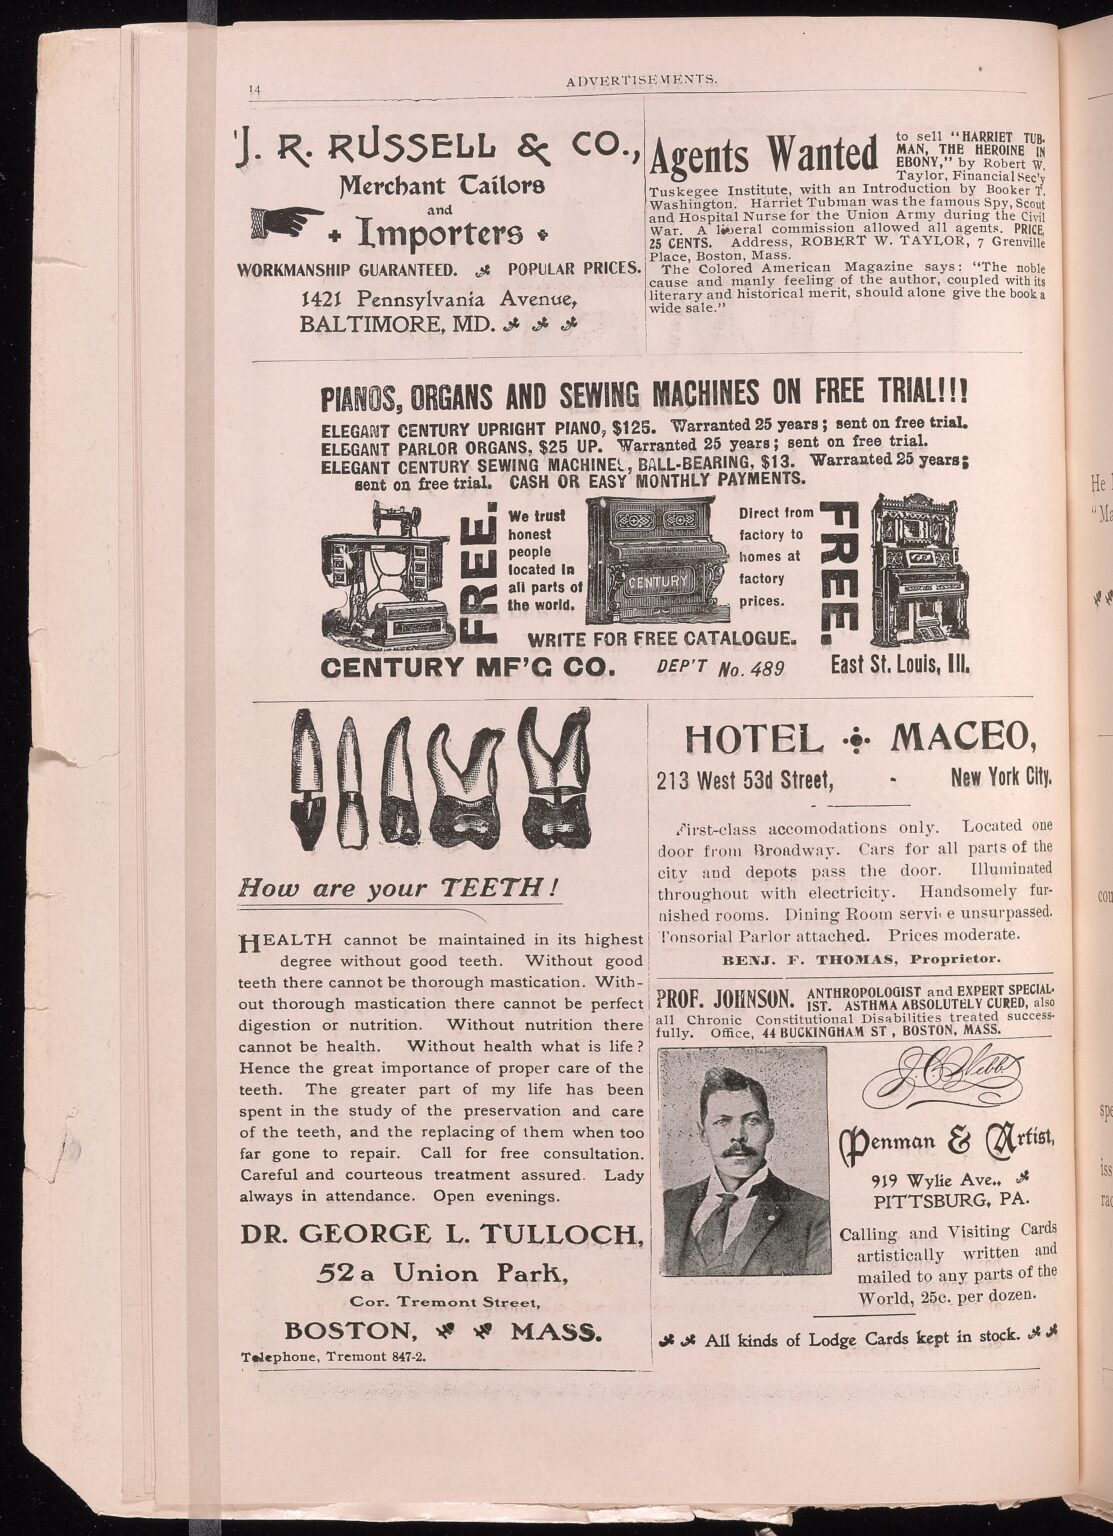 14
ADVERTISEMENTS.
J. R. RUSSELL & CO.,
Merchant Tailors
and
Importers
WORKMANSHIP GUARANTEED. POPULAR PRICES.
1421 Pennsylvania Avenue,
BALTIMORE, MD.
Agents Wanted
to sell "HARRIET TUB-
MAN, THE HEROINE IN
EBONY," by Robert W.
Taylor, Financial Sec'y
Tuskegee Institute, with an Introduction by Booker T.
Washington. Harriet Tubman was the famous Spy, Scout
and Hospital Nurse for the Union Army during the Civil
War. A liberal commission allowed all agents. PRICE,
25 CENTS. Address, ROBERT W. TAYLOR, 7 Grenville
Place, Boston, Mass.
The Colored American Magazine says: "The noble
cause and manly feeling of the author, coupled with its
literary and historical merit, should alone give the book a
wide sale."
PIANOS, ORGANS AND SEWING MACHINES ON FREE TRIAL!!!
ELEGANT CENTURY UPRIGHT PIANO, $125. Warranted 25 years; sent on free trial.
ELEGANT PARLOR ORGANS, $25 UP. Warranted 25 years; sent on free trial.
ELEGANT CENTURY SEWING MACHINES, BALL-BEARING, $13. Warranted 25 years;
sent on free trial. CASH OR EASY MONTHLY PAYMENTS.
FREE.
We trust
honest
people
located in
all parts of
the world.
CENTURY
Direct from
factory to
homes at
factory
prices.
FREE.
WRITE FOR FREE CATALOGUE.
CENTURY MF'G CO. DEP'T No. 489 East St. Louis, Ill.
How are your TEETH!
HEALTH cannot be maintained in its highest
degree without good teeth. Without good
teeth there cannot be thorough mastication. With-
out thorough mastication there cannot be perfect
digestion or nutrition. Without nutrition there
cannot be health. Without health what is life?
Hence the great importance of proper care of the
teeth. The greater part of my life has been
spent in the study of the preservation and care
of the teeth, and the replacing of them when too
far gone to repair. Call for free consultation.
Careful and courteous treatment assured. Lady
always in attendance. Open evenings.
DR. GEORGE L. TULLOCH,
52a Union Park,
Cor. Tremont Street,
BOSTON, MASS.
Telephone, Tremont 847-2.
HOTEL MACEO,
213 West 53d Street, - New York City.
First-class accomodations only. Located one
door from Broadway. Cars for all parts of the
city and depots pass the door. Illuminated
throughout with electricity. Handsomely fur-
nished rooms. Dining Room service unsurpassed.
Tonsorial Parlor attached. Prices moderate.
BENJ. F. THOMAS, Proprietor.
PROF. JOHNSON. ANTHROPOLOGIST and EXPERT SPECIAL-
IST. ASTHMA ABSOLUTELY CURED, also
all Chronic Constitutional Disabilities treated success-
fully. Office, 44 BUCKINGHAM ST, BOSTON, MASS.
J. C. Webb
Penman & Artist,
919 Wylie Ave.,
PITTSBURG, PA.
Calling and Visiting Cards
artistically written and
mailed to any parts of the
World, 25c. per dozen.
All kinds of Lodge Cards kept in stock.
He
"Ma